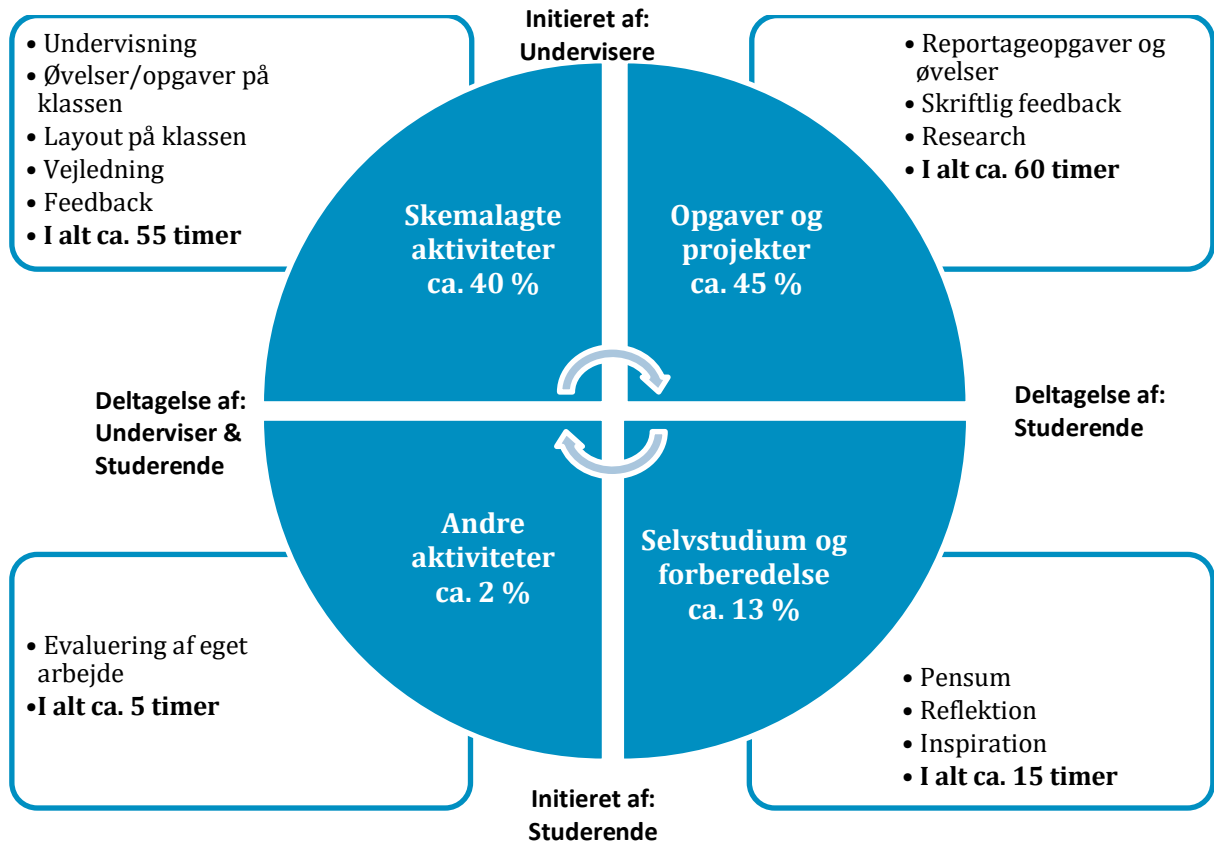 Initieret af:
Undervisere
• Undervisning
• Øvelser/opgaver på
klassen
• Layout på klassen
• Vejledning
• Feedback
• I alt ca. 55 timer
• Reportageopgaver og
øvelser
• Skriftlig feedback
• Research
• I alt ca. 60 timer
Skemalagte
aktiviteter
ca. 40 %
Opgaver og
projekter
ca. 45 %
Deltagelse af:
Underviser &
Studerende
Deltagelse af:
Studerende
Andre
aktiviteter
ca. 2 %
Selvstudium og
forberedelse
ca. 13 %
• Evaluering af eget
arbejde
•I alt ca. 5 timer
• Pensum
• Reflektion
• Inspiration
• I alt ca. 15 timer
Initieret af:
Studerende